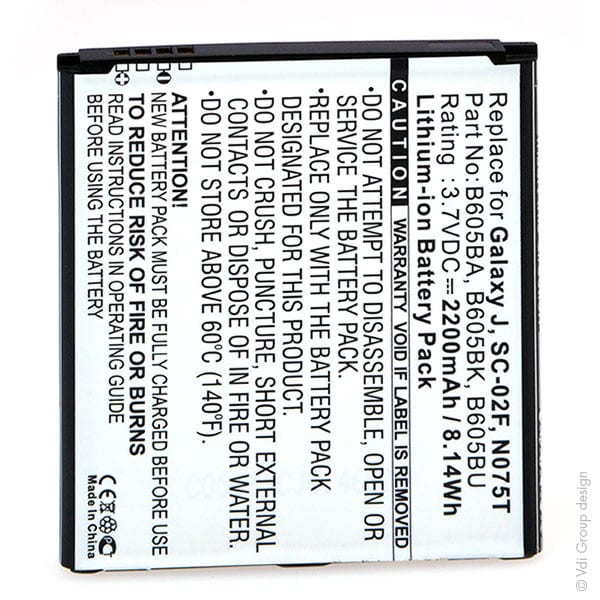 Replace for Galaxy J, SC-02F, N075T
Part No: B605BA, B605BK, B605BU
Rating :3.7VDC⎓2200mAh/8.14Wh
Lithium-ion Battery Pack
CAUTION WARRANTY VOID IF LABEL IS REMOVED
•DO NOT ATTEMPT TO DISASSEMBLE, OPEN OR
SERVICE THE BATTERY PACK.
•REPLACE ONLY WITH THE BATTERY PACK
DESIGNATED FOR THIS PRODUCT.
•DO NOT CRUSH, PUNCTURE, SHORT EXTERNAL
CONTACTS, OR DISPOSE OF IN FIRE OR WATER
•DO NOT STORE ABOVE 60°C (140°F)
ATTENTION!
NEW BATTERY PACK MUST BE FULLY CHARGED BEFORE USE
TO REDUCE RISK OF FIRE OR BURNS
READ INSTRUCTIONS IN OPERATING GUIDE
CE
Made In China
© Vdi Group design